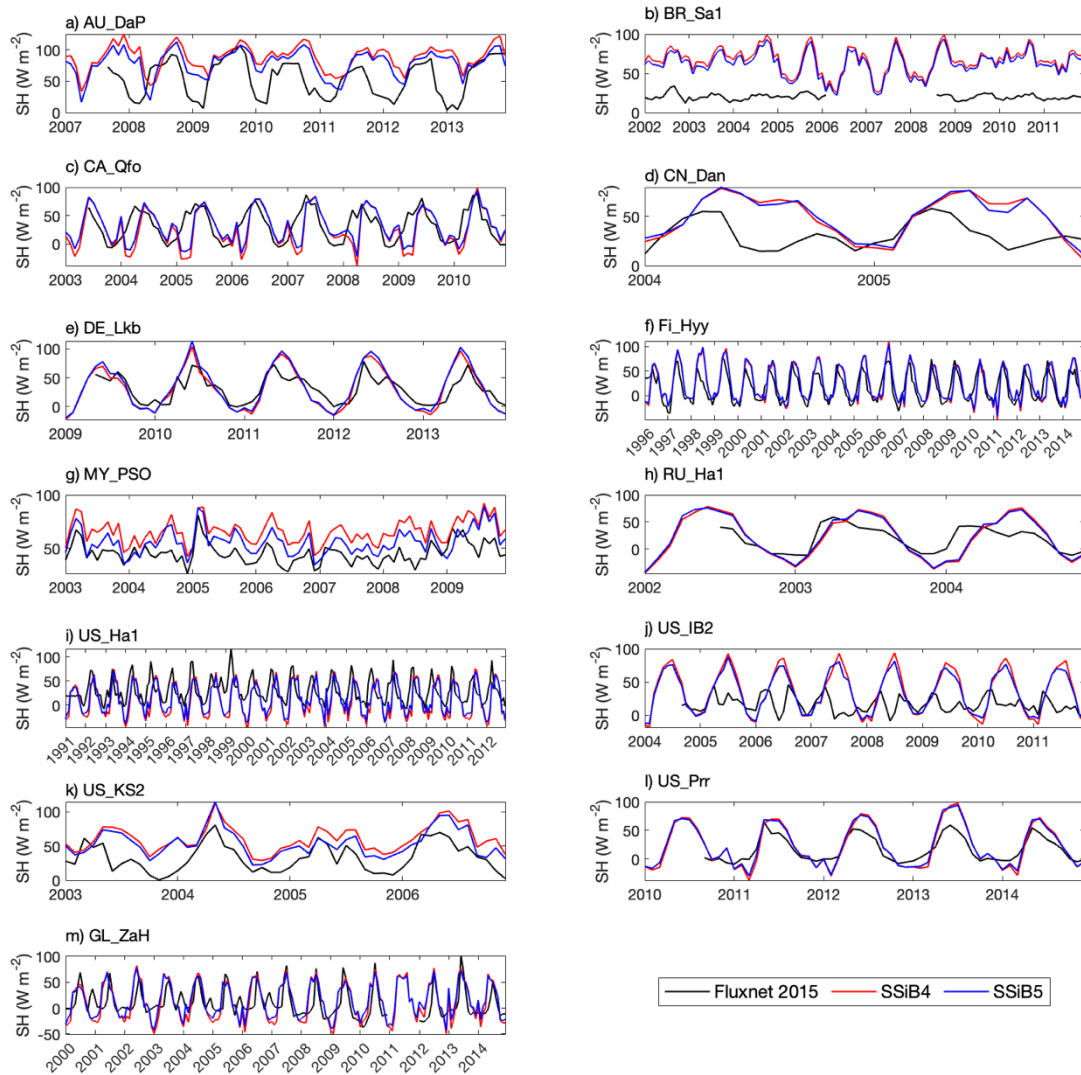 a) AU_DaP
SH (W m-2)
100
50
0
2007 2008 2009 2010 2011 2012 2013
b) BR_Sa1
SH (W m-2)
100
50
0
2002 2003 2004 2005 2006 2007 2008 2009 2010 2011
c) CA_Qfo
SH (W m-2)
100
50
0
2003 2004 2005 2006 2007 2008 2009 2010
d) CN_Dan
SH (W m-2)
50
0
2004 2005
e) DE_Lkb
SH (W m-2)
100
50
0
2009 2010 2011 2012 2013
f) Fi_Hyy
SH (W m-2)
100
50
0
1996 1997 1998 1999 2000 2001 2002 2003 2004 2005 2006 2007 2008 2009 2010 2011 2012 2013 2014
g) MY_PSO
SH (W m-2)
100
50
2003 2004 2005 2006 2007 2008 2009
h) RU_Ha1
SH (W m-2)
100
50
0
2002 2003 2004
i) US_Ha1
SH (W m-2)
100
50
0
1991 1992 1993 1994 1995 1996 1997 1998 1999 2000 2001 2002 2003 2004 2005 2006 2007 2008 2009 2010 2011 2012
j) US_IB2
SH (W m-2)
100
50
0
2004 2005 2006 2007 2008 2009 2010 2011
k) US_KS2
SH (W m-2)
100
50
0
2003 2004 2005 2006
l) US_Prr
SH (W m-2)
100
50
0
2010 2011 2012 2013 2014
m) GL_ZaH
SH (W m-2)
100
50
0
-50
2000 2001 2002 2003 2004 2005 2006 2007 2008 2009 2010 2011 2012 2013 2014
Fluxnet 2015 SSiB4 SSiB5